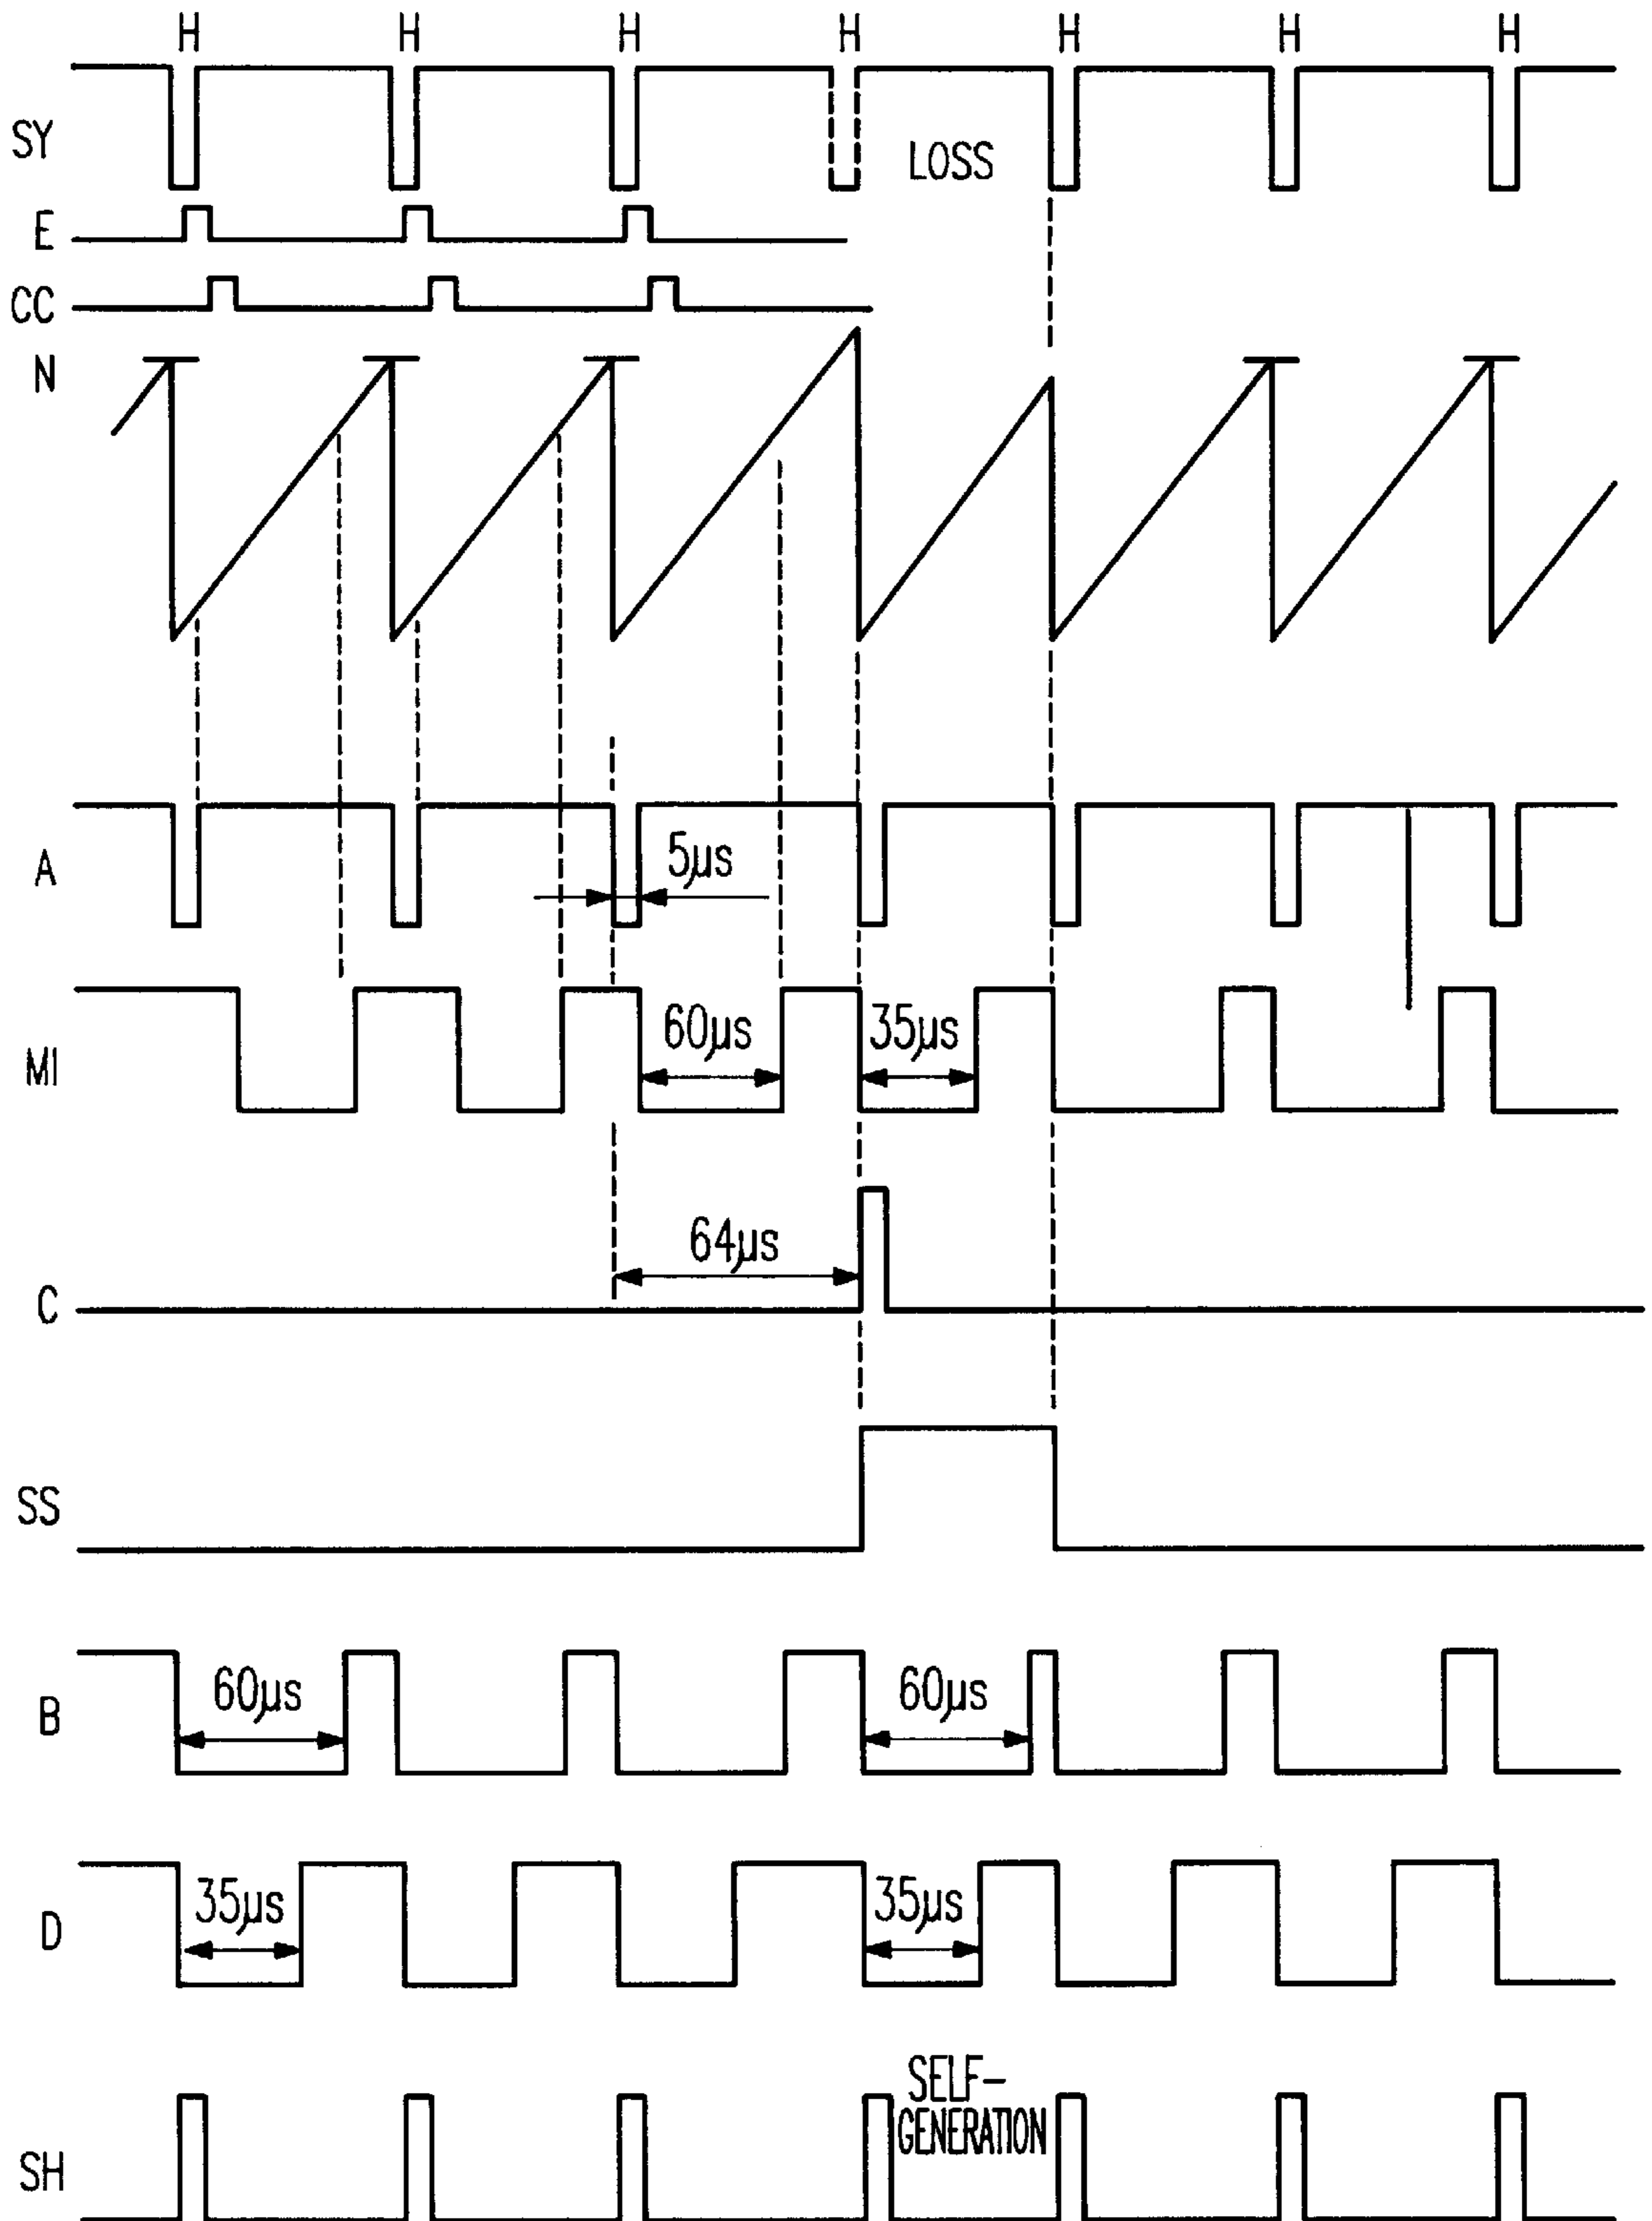 H H H H H H H
SY
LOSS
E
CC
N
A
5μs
MI
60μs
35μs
C
64μs
SS
B
60μs
60μs
D
35μs
35μs
SH
SELF-
GENERATION